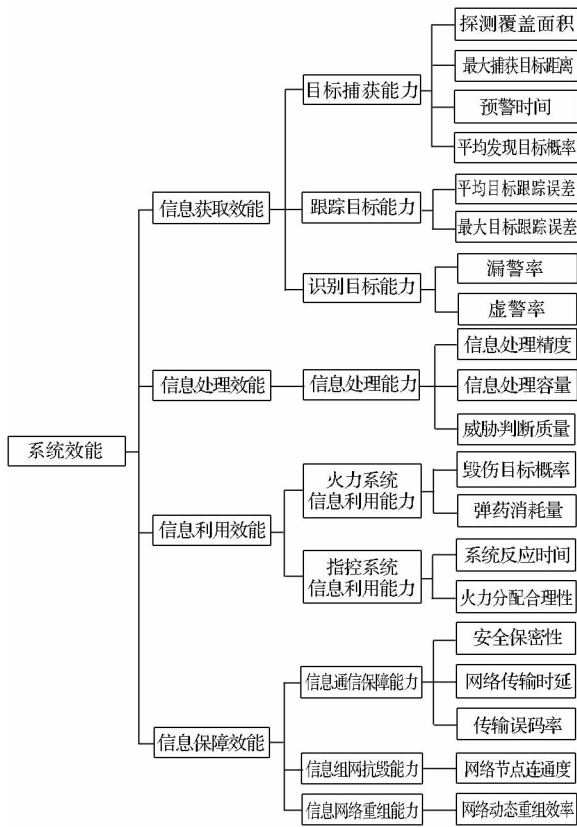 系统效能
信息获取效能
目标捕获能力
探测覆盖面积
最大捕获目标距离
预警时间
平均发现目标概率
跟踪目标能力
平均目标跟踪误差
最大目标跟踪误差
识别目标能力
漏警率
虚警率
信息处理效能
信息处理能力
信息处理精度
信息处理容量
威胁判断质量
信息利用效能
火力系统
信息利用能力
毁伤目标概率
弹药消耗量
指控系统
信息利用能力
系统反应时间
火力分配合理性
信息保障效能
信息通信保障能力
安全保密性
网络传输时延
传输误码率
信息组网抗毁能力
网络节点连通度
信息网络重组能力
网络动态重组效率